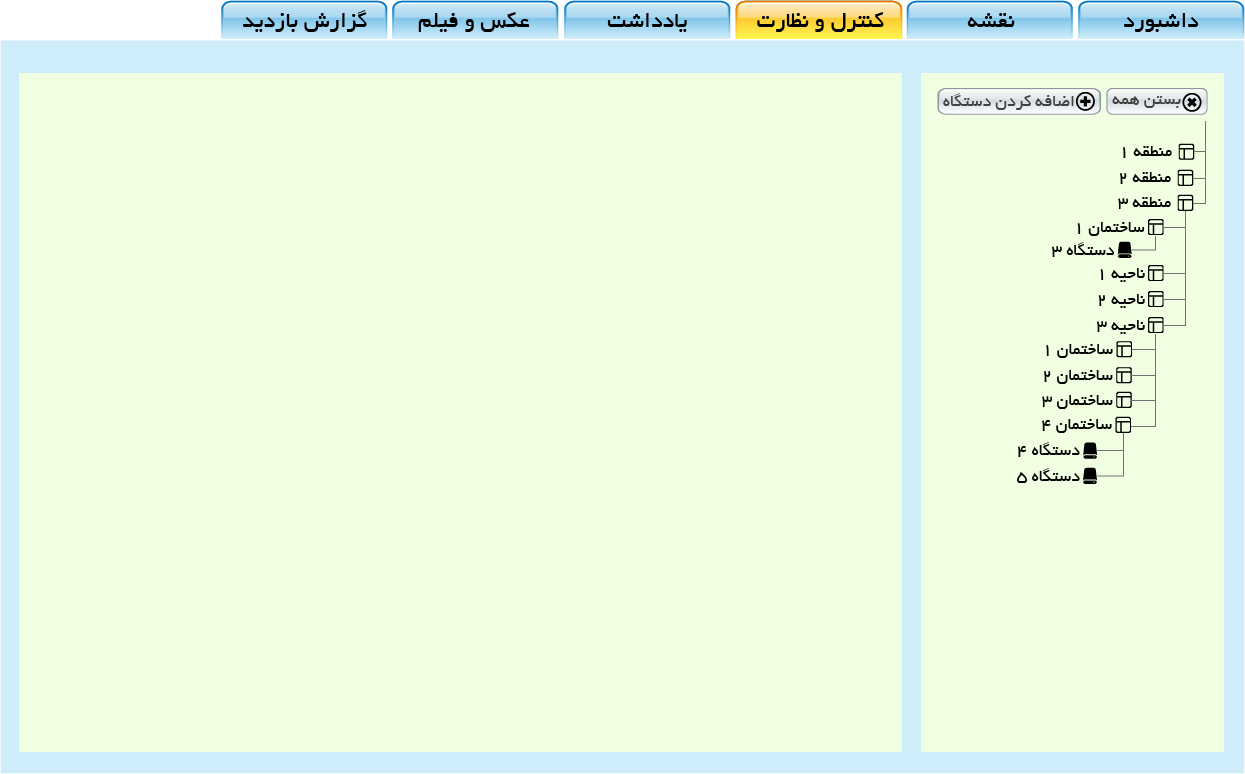 داشبورد
نقشه
کنترل و نظارت
یادداشت
عکس و فیلم
گزارش بازدید
بستن همه
اضافه کردن دستگاه
منطقه ۱
منطقه ۲
منطقه ۳
ساختمان ۱
دستگاه ۳
ناحیه ۱
ناحیه ۲
ناحیه ۳
ساختمان ۱
ساختمان ۲
ساختمان ۳
ساختمان ۴
دستگاه ۴
دستگاه ۵